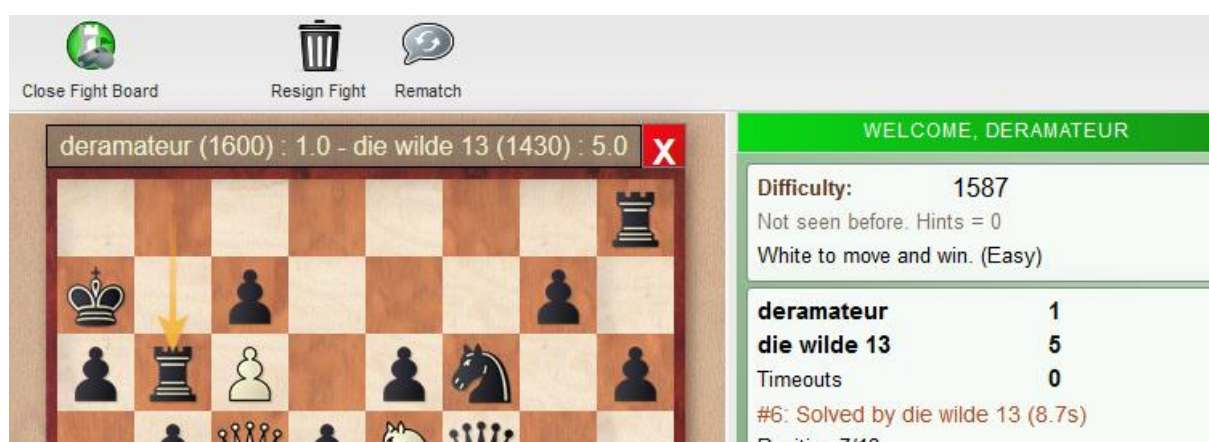 Close Fight Board
Resign Fight
Rematch
deramateur (1600) : 1.0 - die wilde 13 (1430) : 5.0
X
WELCOME, DERAMATEUR
Difficulty: 1587
Not seen before. Hints = 0
White to move and win. (Easy)
deramateur 1
die wilde 13 5
Timeouts 0
#6: Solved by die wilde 13 (8.7s)